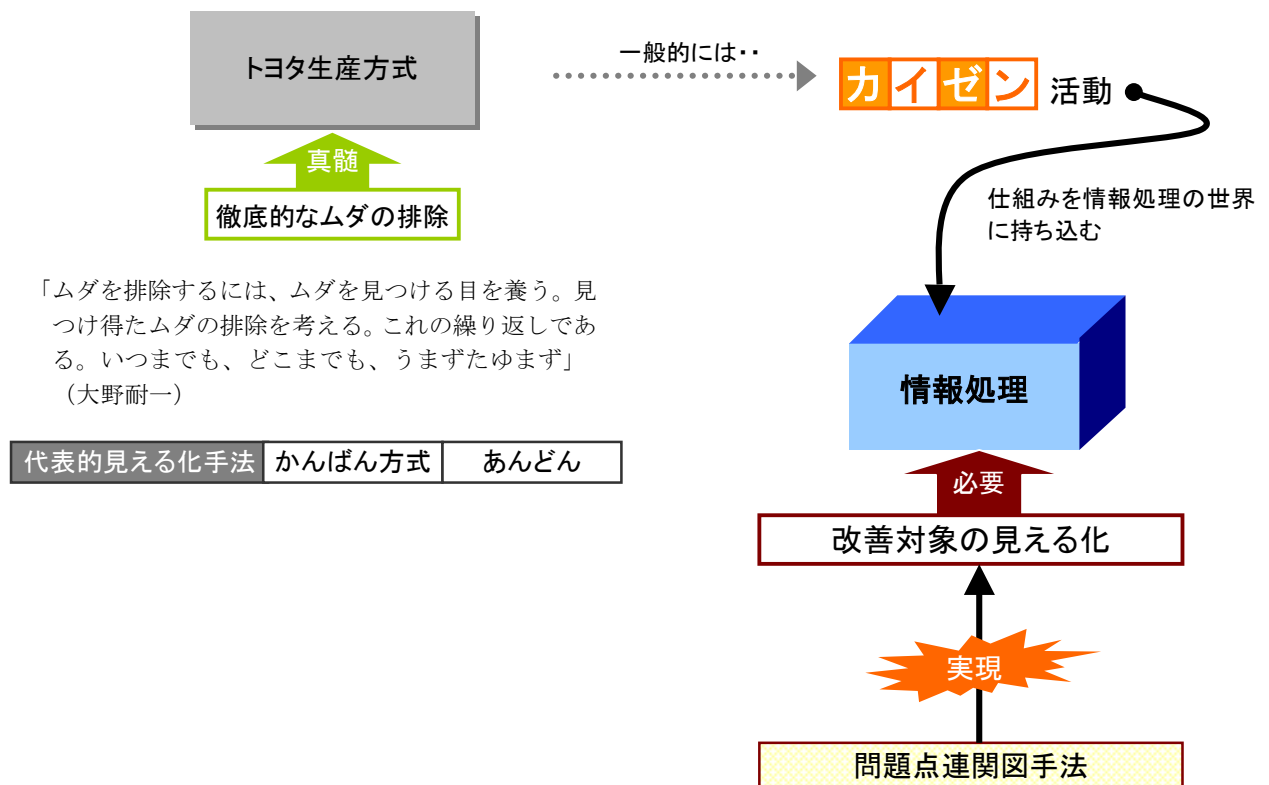 トヨタ生産方式
一般的には・・
カイゼン 活動
真髄
徹底的なムダの排除
仕組みを情報処理の世界
に持ち込む
「ムダを排除するには、ムダを見つける目を養う。見
つけ得たムダの排除を考える。これの繰り返しであ
る。いつまでも、どこまでも、うまずたゆまず」
（大野耐一）
情報処理
代表的見える化手法 かんばん方式 あんどん
必要
改善対象の見える化
実現
問題点連関図手法